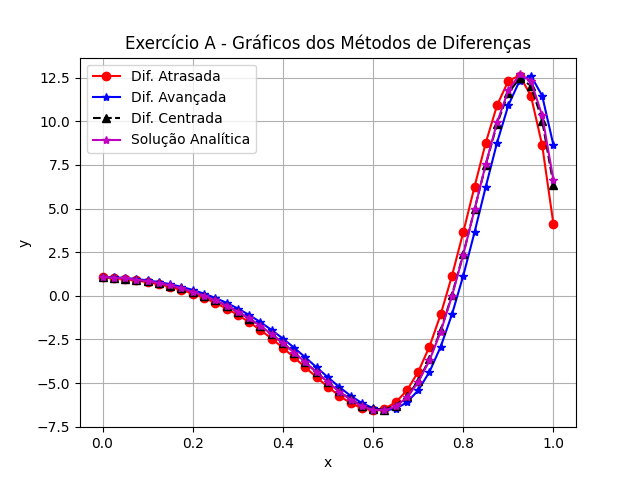 Exercício A - Gráficos dos Métodos de Diferenças
Dif. Atrasada
Dif. Avançada
Dif. Centrada
Solução Analítica
12.5
10.0
7.5
5.0
2.5
0.0
−2.5
−5.0
−7.5
y
0.0 0.2 0.4 0.6 0.8 1.0
x